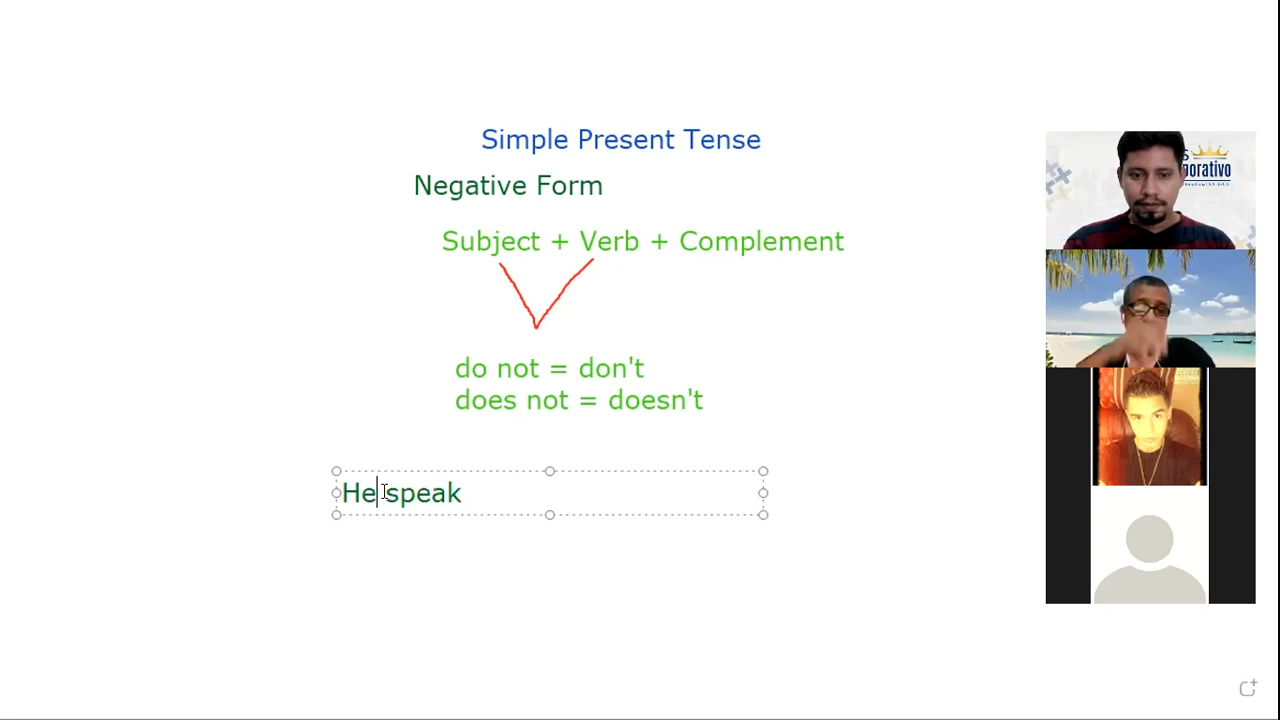 Simple Present Tense
Negative Form
Subject + Verb + Complement
do not = don't
does not = doesn't
He speak